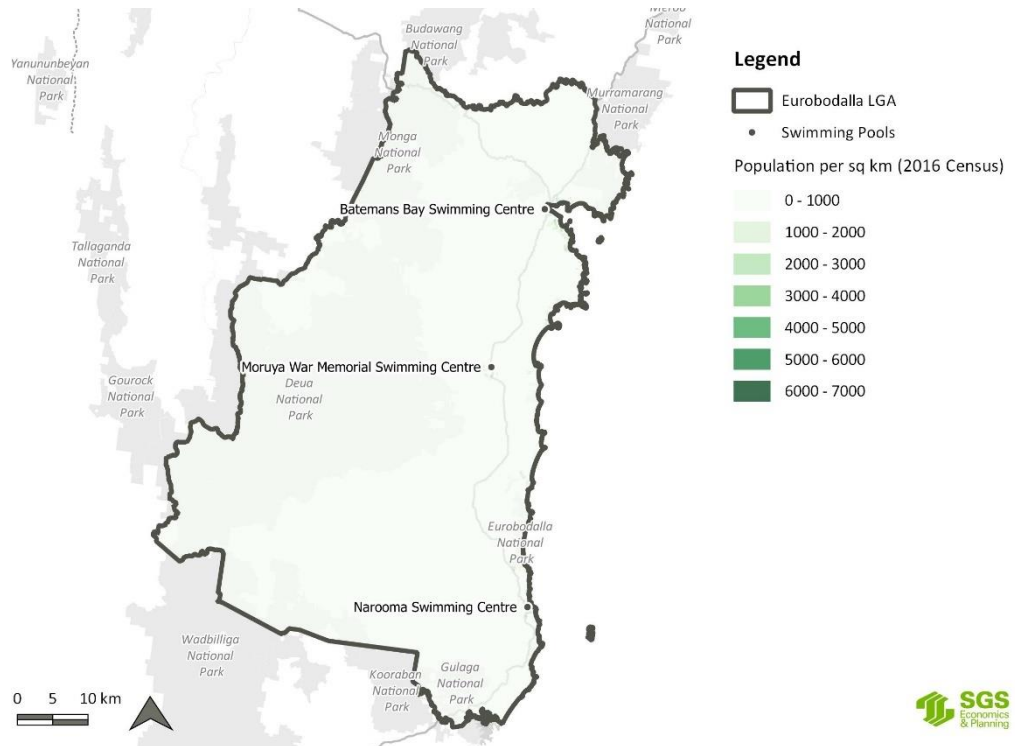 Budawang
National
Park
Meroo
National
Park
Yanununbeyan
National
Park
Murramarang
National
Park
Monga
National
Park
Batemans Bay Swimming Centre
Tallaganda
National
Park
Moruya War Memorial Swimming Centre
Deua
National
Park
Gourock
National
Park
Eurobodalla
National
Park
Narooma Swimming Centre
Wadbilliga
National
Park
Kooraban
National
Park
Gulaga
National
Park
0 5 10 km
Legend
Eurobodalla LGA
Swimming Pools
Population per sq km (2016 Census)
0 - 1000
1000 - 2000
2000 - 3000
3000 - 4000
4000 - 5000
5000 - 6000
6000 - 7000
SGS
Economics
& Planning